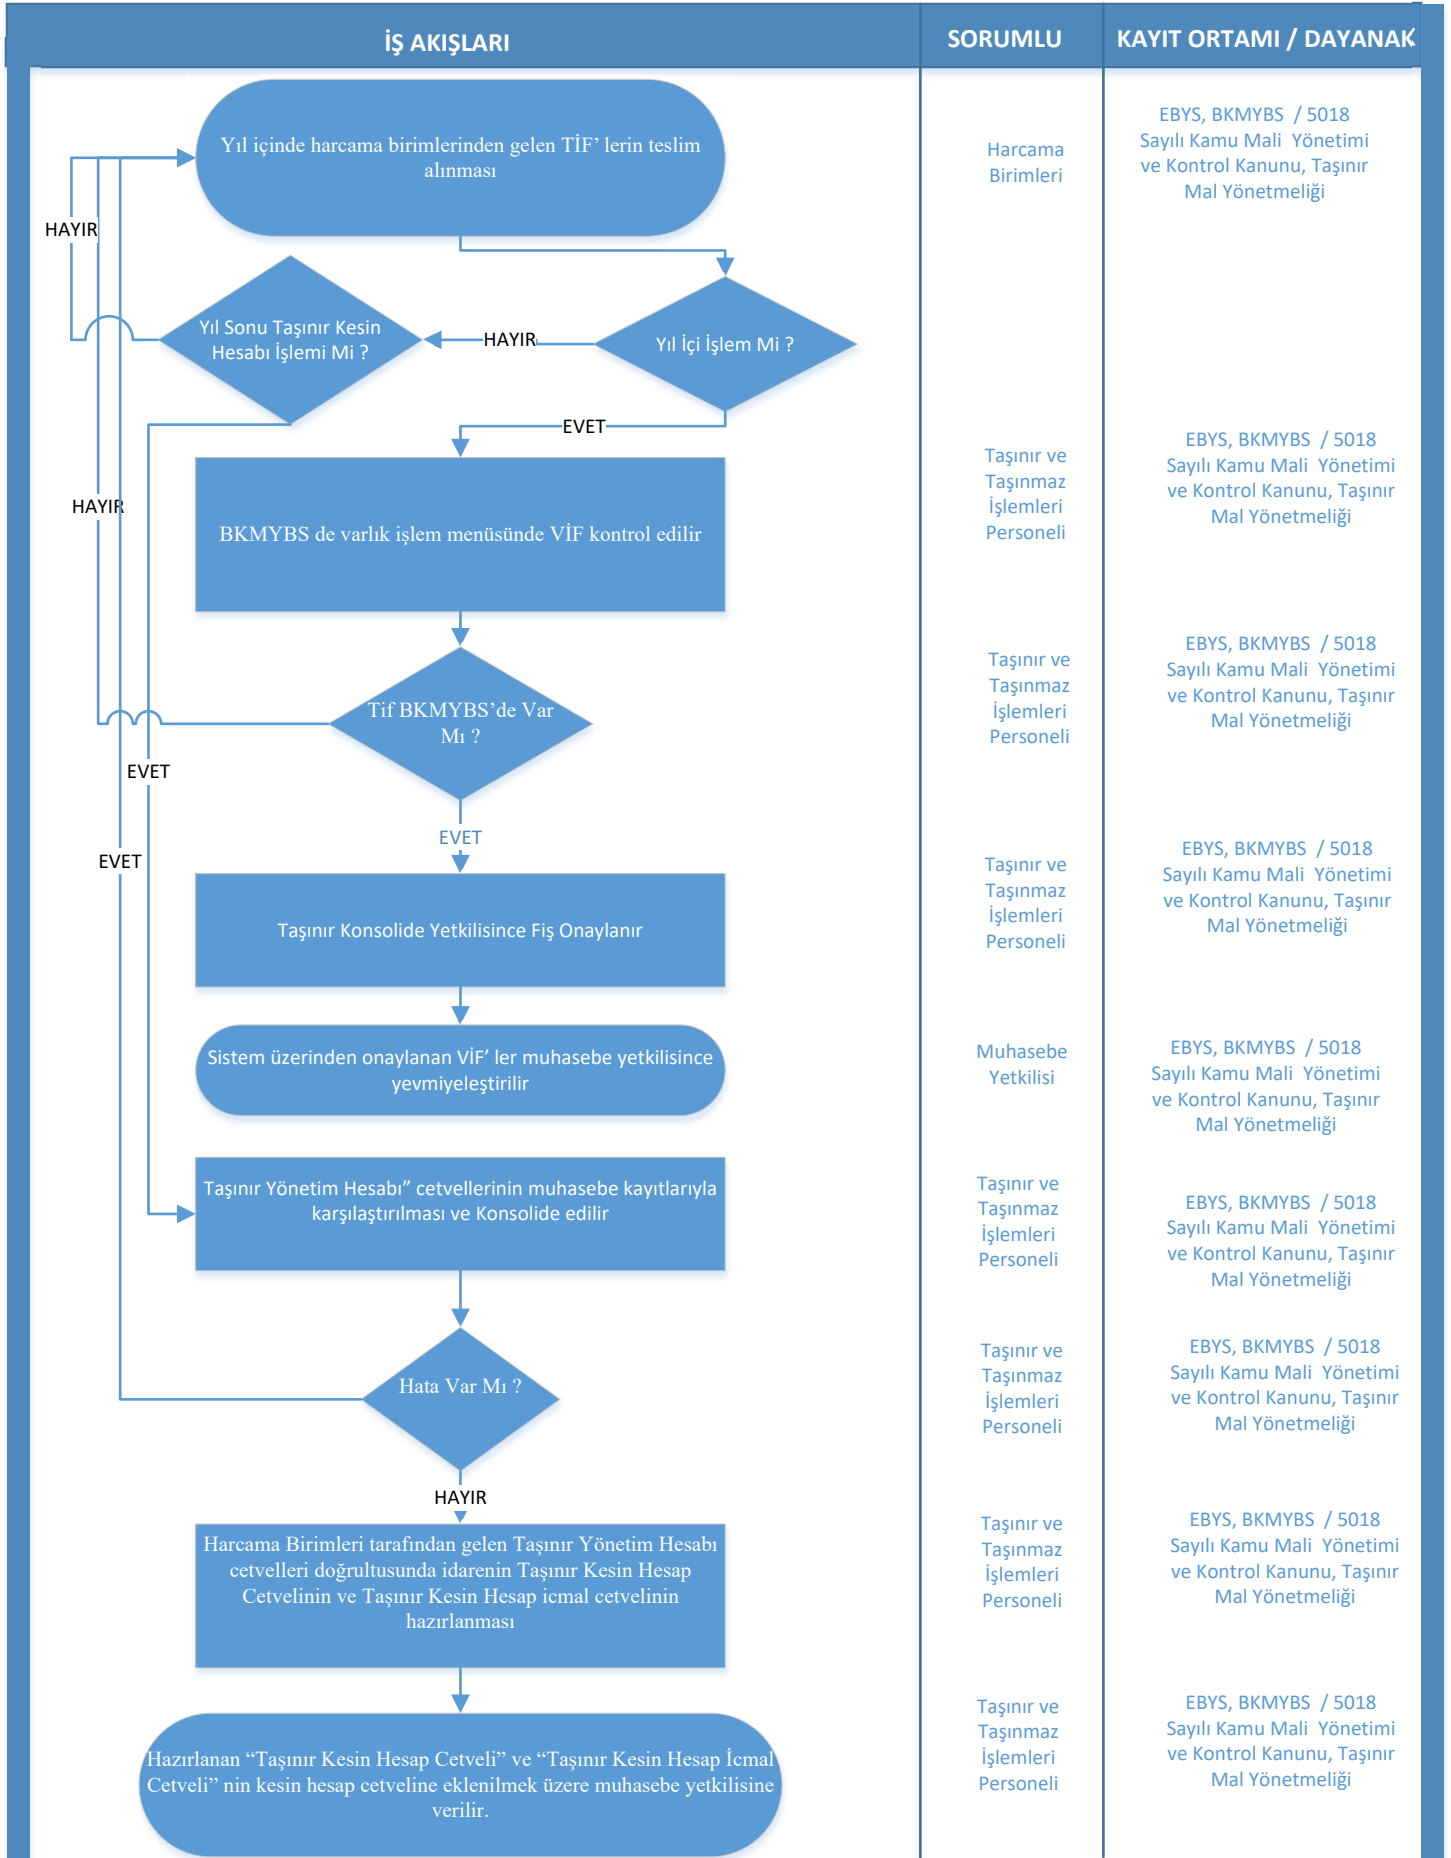 İŞ AKIŞLARI
SORUMLU
KAYIT ORTAMI / DAYANAK
Yıl içinde harcama birimlerinden gelen TİF’ lerin teslim
alınması
Harcama
Birimleri
EBYS, BKMYBS / 5018
Sayılı Kamu Mali Yönetimi
ve Kontrol Kanunu, Taşınır
Mal Yönetmeliği
HAYIR
Yıl Sonu Taşınır Kesin
Hesabı İşlemi Mi ?
HAYIR
Yıl İçi İşlem Mi ?
EVET
BKMYBS de varlık işlem menüsünde VİF kontrol edilir
Taşınır ve
Taşınmaz
İşlemleri
Personeli
EBYS, BKMYBS / 5018
Sayılı Kamu Mali Yönetimi
ve Kontrol Kanunu, Taşınır
Mal Yönetmeliği
HAYIR
Tif BKMYBS’de Var
Mı ?
Taşınır ve
Taşınmaz
İşlemleri
Personeli
EBYS, BKMYBS / 5018
Sayılı Kamu Mali Yönetimi
ve Kontrol Kanunu, Taşınır
Mal Yönetmeliği
EVET
EVET
EVET
Taşınır Konsolide Yetkilisince Fiş Onaylanır
Taşınır ve
Taşınmaz
İşlemleri
Personeli
EBYS, BKMYBS / 5018
Sayılı Kamu Mali Yönetimi
ve Kontrol Kanunu, Taşınır
Mal Yönetmeliği
Sistem üzerinden onaylanan VİF’ ler muhasebe yetkilisince
yevmiyeleştirilir
Muhasebe
Yetkilisi
EBYS, BKMYBS / 5018
Sayılı Kamu Mali Yönetimi
ve Kontrol Kanunu, Taşınır
Mal Yönetmeliği
Taşınır Yönetim Hesabı” cetvellerinin muhasebe kayıtlarıyla
karşılaştırılması ve Konsolide edilir
Taşınır ve
Taşınmaz
İşlemleri
Personeli
EBYS, BKMYBS / 5018
Sayılı Kamu Mali Yönetimi
ve Kontrol Kanunu, Taşınır
Mal Yönetmeliği
Hata Var Mı ?
Taşınır ve
Taşınmaz
İşlemleri
Personeli
EBYS, BKMYBS / 5018
Sayılı Kamu Mali Yönetimi
ve Kontrol Kanunu, Taşınır
Mal Yönetmeliği
HAYIR
Harcama Birimleri tarafından gelen Taşınır Yönetim Hesabı
cetvelleri doğrultusunda idarenin Taşınır Kesin Hesap
Cetvelinin ve Taşınır Kesin Hesap icmal cetvelinin
hazırlanması
Taşınır ve
Taşınmaz
İşlemleri
Personeli
EBYS, BKMYBS / 5018
Sayılı Kamu Mali Yönetimi
ve Kontrol Kanunu, Taşınır
Mal Yönetmeliği
Hazırlanan “Taşınır Kesin Hesap Cetveli” ve “Taşınır Kesin Hesap İcmal
Cetveli” nin kesin hesap cetveline eklenilmek üzere muhasebe yetkilisine
verilir.
Taşınır ve
Taşınmaz
İşlemleri
Personeli
EBYS, BKMYBS / 5018
Sayılı Kamu Mali Yönetimi
ve Kontrol Kanunu, Taşınır
Mal Yönetmeliği